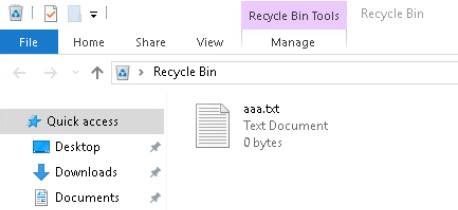 Recycle Bin Tools Recycle Bin
File Home Share View Manage
Recycle Bin
Quick access
Desktop
Downloads
Documents
aaa.txt
Text Document
0 bytes